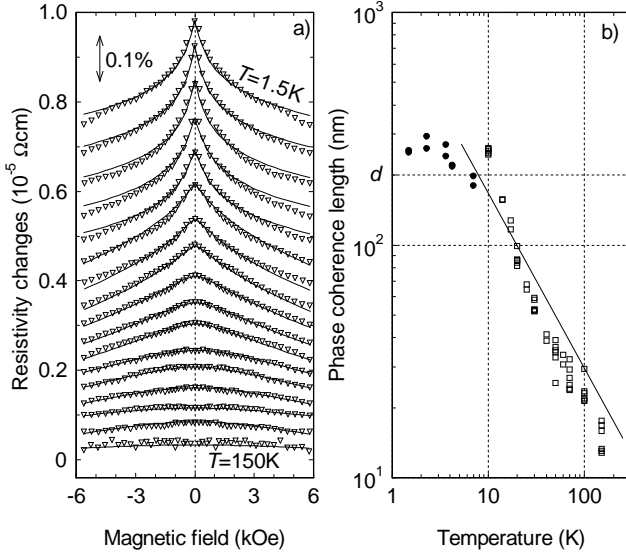 a)
0.1%
T=1.5K
T=150K
1.0
0.8
0.6
0.4
0.2
0
-6 -3 0 3 6
Resistivity changes (10⁻⁵ Ωcm)
Magnetic field (kOe)
b)
10³
d
10²
10¹
1 10 100
Phase coherence length (nm)
Temperature (K)